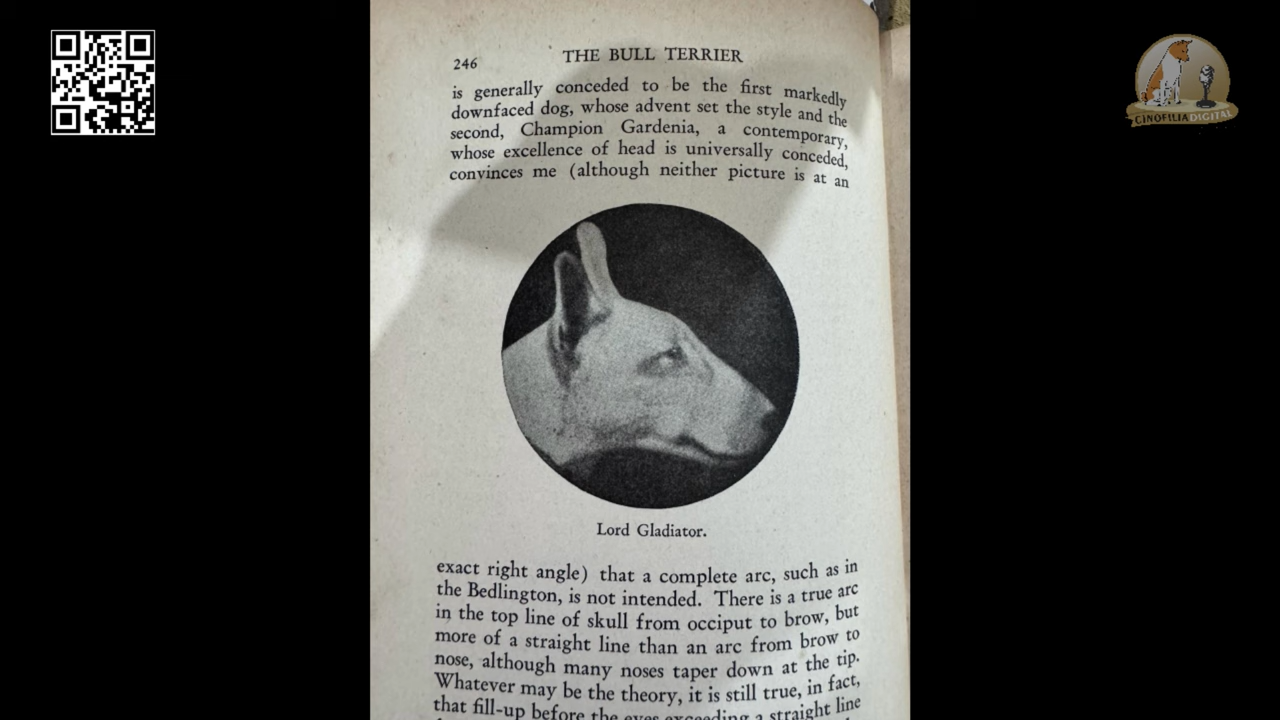 246 THE BULL TERRIER
is generally conceded to be the first markedly
downfaced dog, whose advent set the style and the
second, Champion Gardenia, a contemporary,
whose excellence of head is universally conceded,
convinces me (although neither picture is at an
Lord Gladiator.
exact right angle) that a complete arc, such as in
the Bedlington, is not intended. There is a true arc
in the top line of skull from occiput to brow, but
more of a straight line than an arc from brow to
nose, although many noses taper down at the tip.
Whatever may be the theory, it is still true, in fact,
that fill-up before the eyes exceeding a straight line
CINOFILIADIGITAL